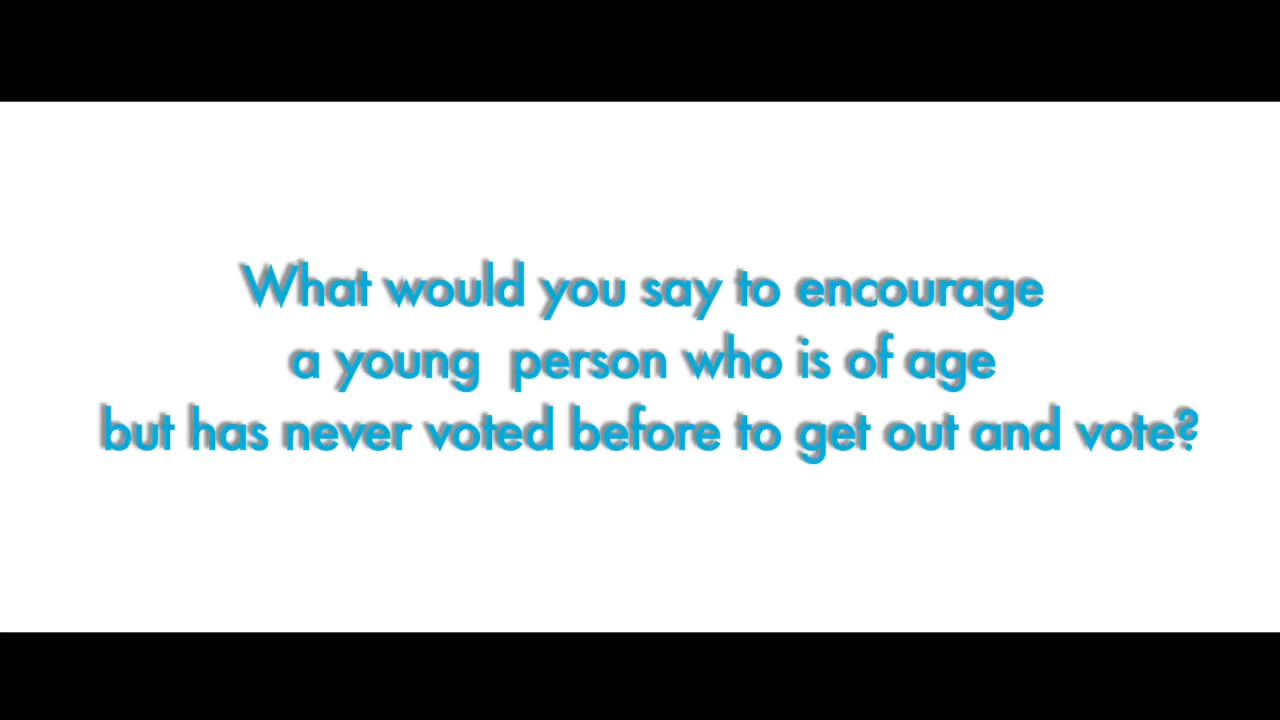 What would you say to encourage
a young  person who is of age
but has never voted before to get out and vote?